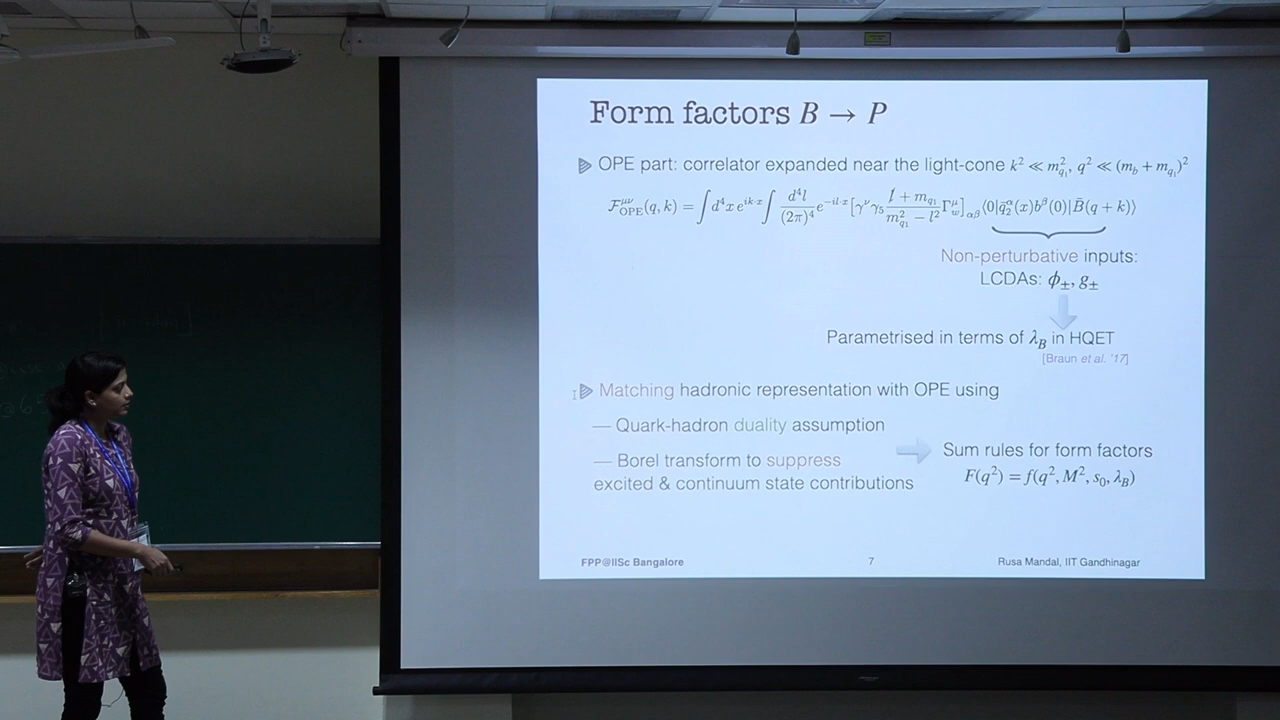 Form factors B → P
OPE part: correlator expanded near the light-cone k² ≪ m²_{q₁}, q² ≪ (m_b + m_{q₁})²
ℱ^{μν}_{OPE}(q, k) = ∫ d⁴x e^{ik·x} ∫ d⁴l/(2π)⁴ e^{−il·x} [γ^ν γ₅ (l̸ + m_{q₁})/(m²_{q₁} − l²) Γ^μ_w]_{αβ} ⟨0|q̄₂^α(x)b^β(0)|B̄(q + k)⟩
Non-perturbative inputs:
LCDAs: ϕ±, g±
Parametrised in terms of λ_B in HQET
[Braun et al. '17]
Matching hadronic representation with OPE using
— Quark-hadron duality assumption
— Borel transform to suppress
excited & continuum state contributions
Sum rules for form factors
F(q²) = f(q², M², s₀, λ_B)
FPP@IISc Bangalore
7
Rusa Mandal, IIT Gandhinagar